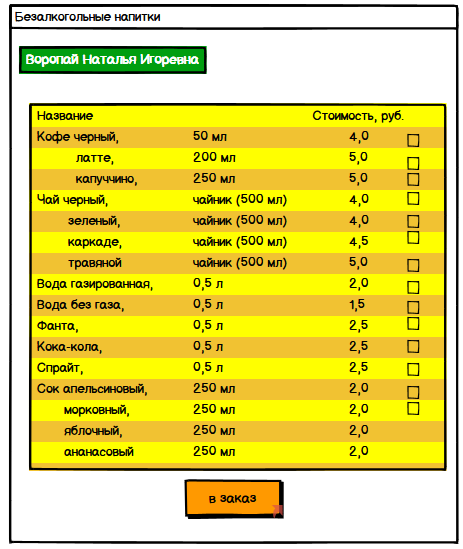 Безалкогольные напитки
Воропай Наталья Игоревна
Название Стоимость, руб.
Кофе черный, 50 мл 4,0
латте, 200 мл 5,0
капуччино, 250 мл 5,0
Чай черный, чайник (500 мл) 4,0
зеленый, чайник (500 мл) 4,0
каркаде, чайник (500 мл) 4,5
травяной чайник (500 мл) 5,0
Вода газированная, 0,5 л 2,0
Вода без газа, 0,5 л 1,5
Фанта, 0,5 л 2,5
Кока-кола, 0,5 л 2,5
Спрайт, 0,5 л 2,5
Сок апельсиновый, 250 мл 2,0
морковный, 250 мл 2,0
яблочный, 250 мл 2,0
ананасовый 250 мл 2,0
в заказ